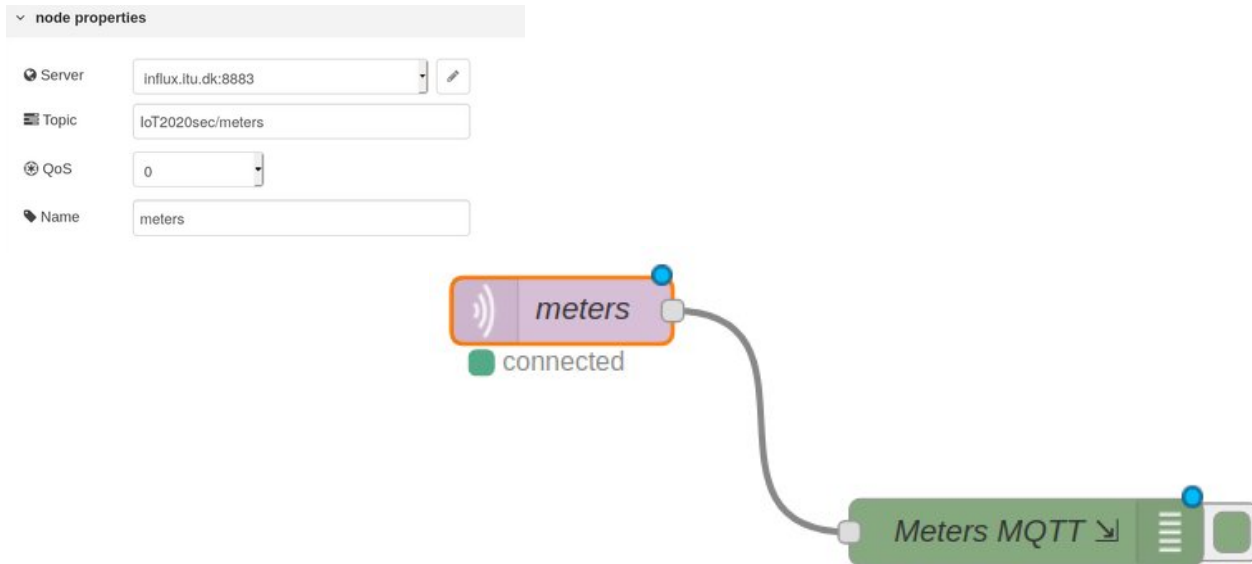 node properties
Server influx.itu.dk:8883
Topic IoT2020sec/meters
QoS 0
Name meters
meters
connected
Meters MQTT